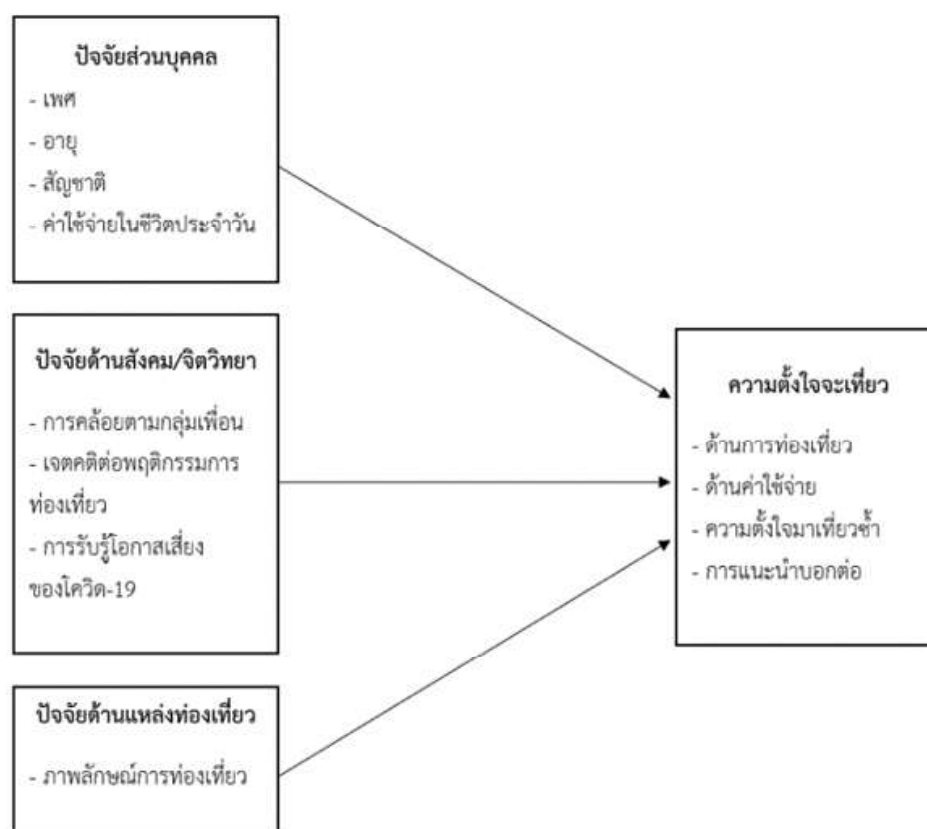 ปัจจัยส่วนบุคคล
- เพศ
- อายุ
- สัญชาติ
- ค่าใช้จ่ายในชีวิตประจำวัน
ปัจจัยด้านสังคม/จิตวิทยา
- การคล้อยตามกลุ่มเพื่อน
- เจตคติต่อพฤติกรรมการ
ท่องเที่ยว
- การรับรู้โอกาสเสี่ยง
ของโควิด-19
ปัจจัยด้านแหล่งท่องเที่ยว
- ภาพลักษณ์การท่องเที่ยว
ความตั้งใจจะเที่ยว
- ด้านการท่องเที่ยว
- ด้านค่าใช้จ่าย
- ความตั้งใจมาเที่ยวซ้ำ
- การแนะนำบอกต่อ